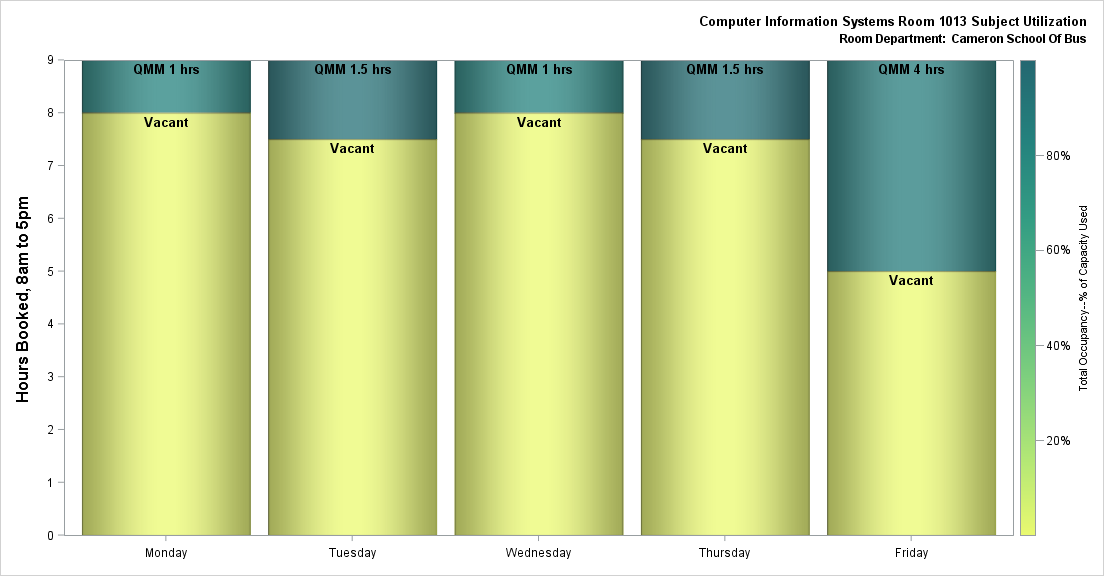 Computer Information Systems Room 1013 Subject Utilization
Room Department: Cameron School Of Bus
Hours Booked, 8am to 5pm
9
8
7
6
5
4
3
2
1
0
QMM 1 hrs
Vacant
QMM 1.5 hrs
Vacant
QMM 1 hrs
Vacant
QMM 1.5 hrs
Vacant
QMM 4 hrs
Vacant
Monday
Tuesday
Wednesday
Thursday
Friday
80%
60%
40%
20%
Total Occupancy--% of Capacity Used